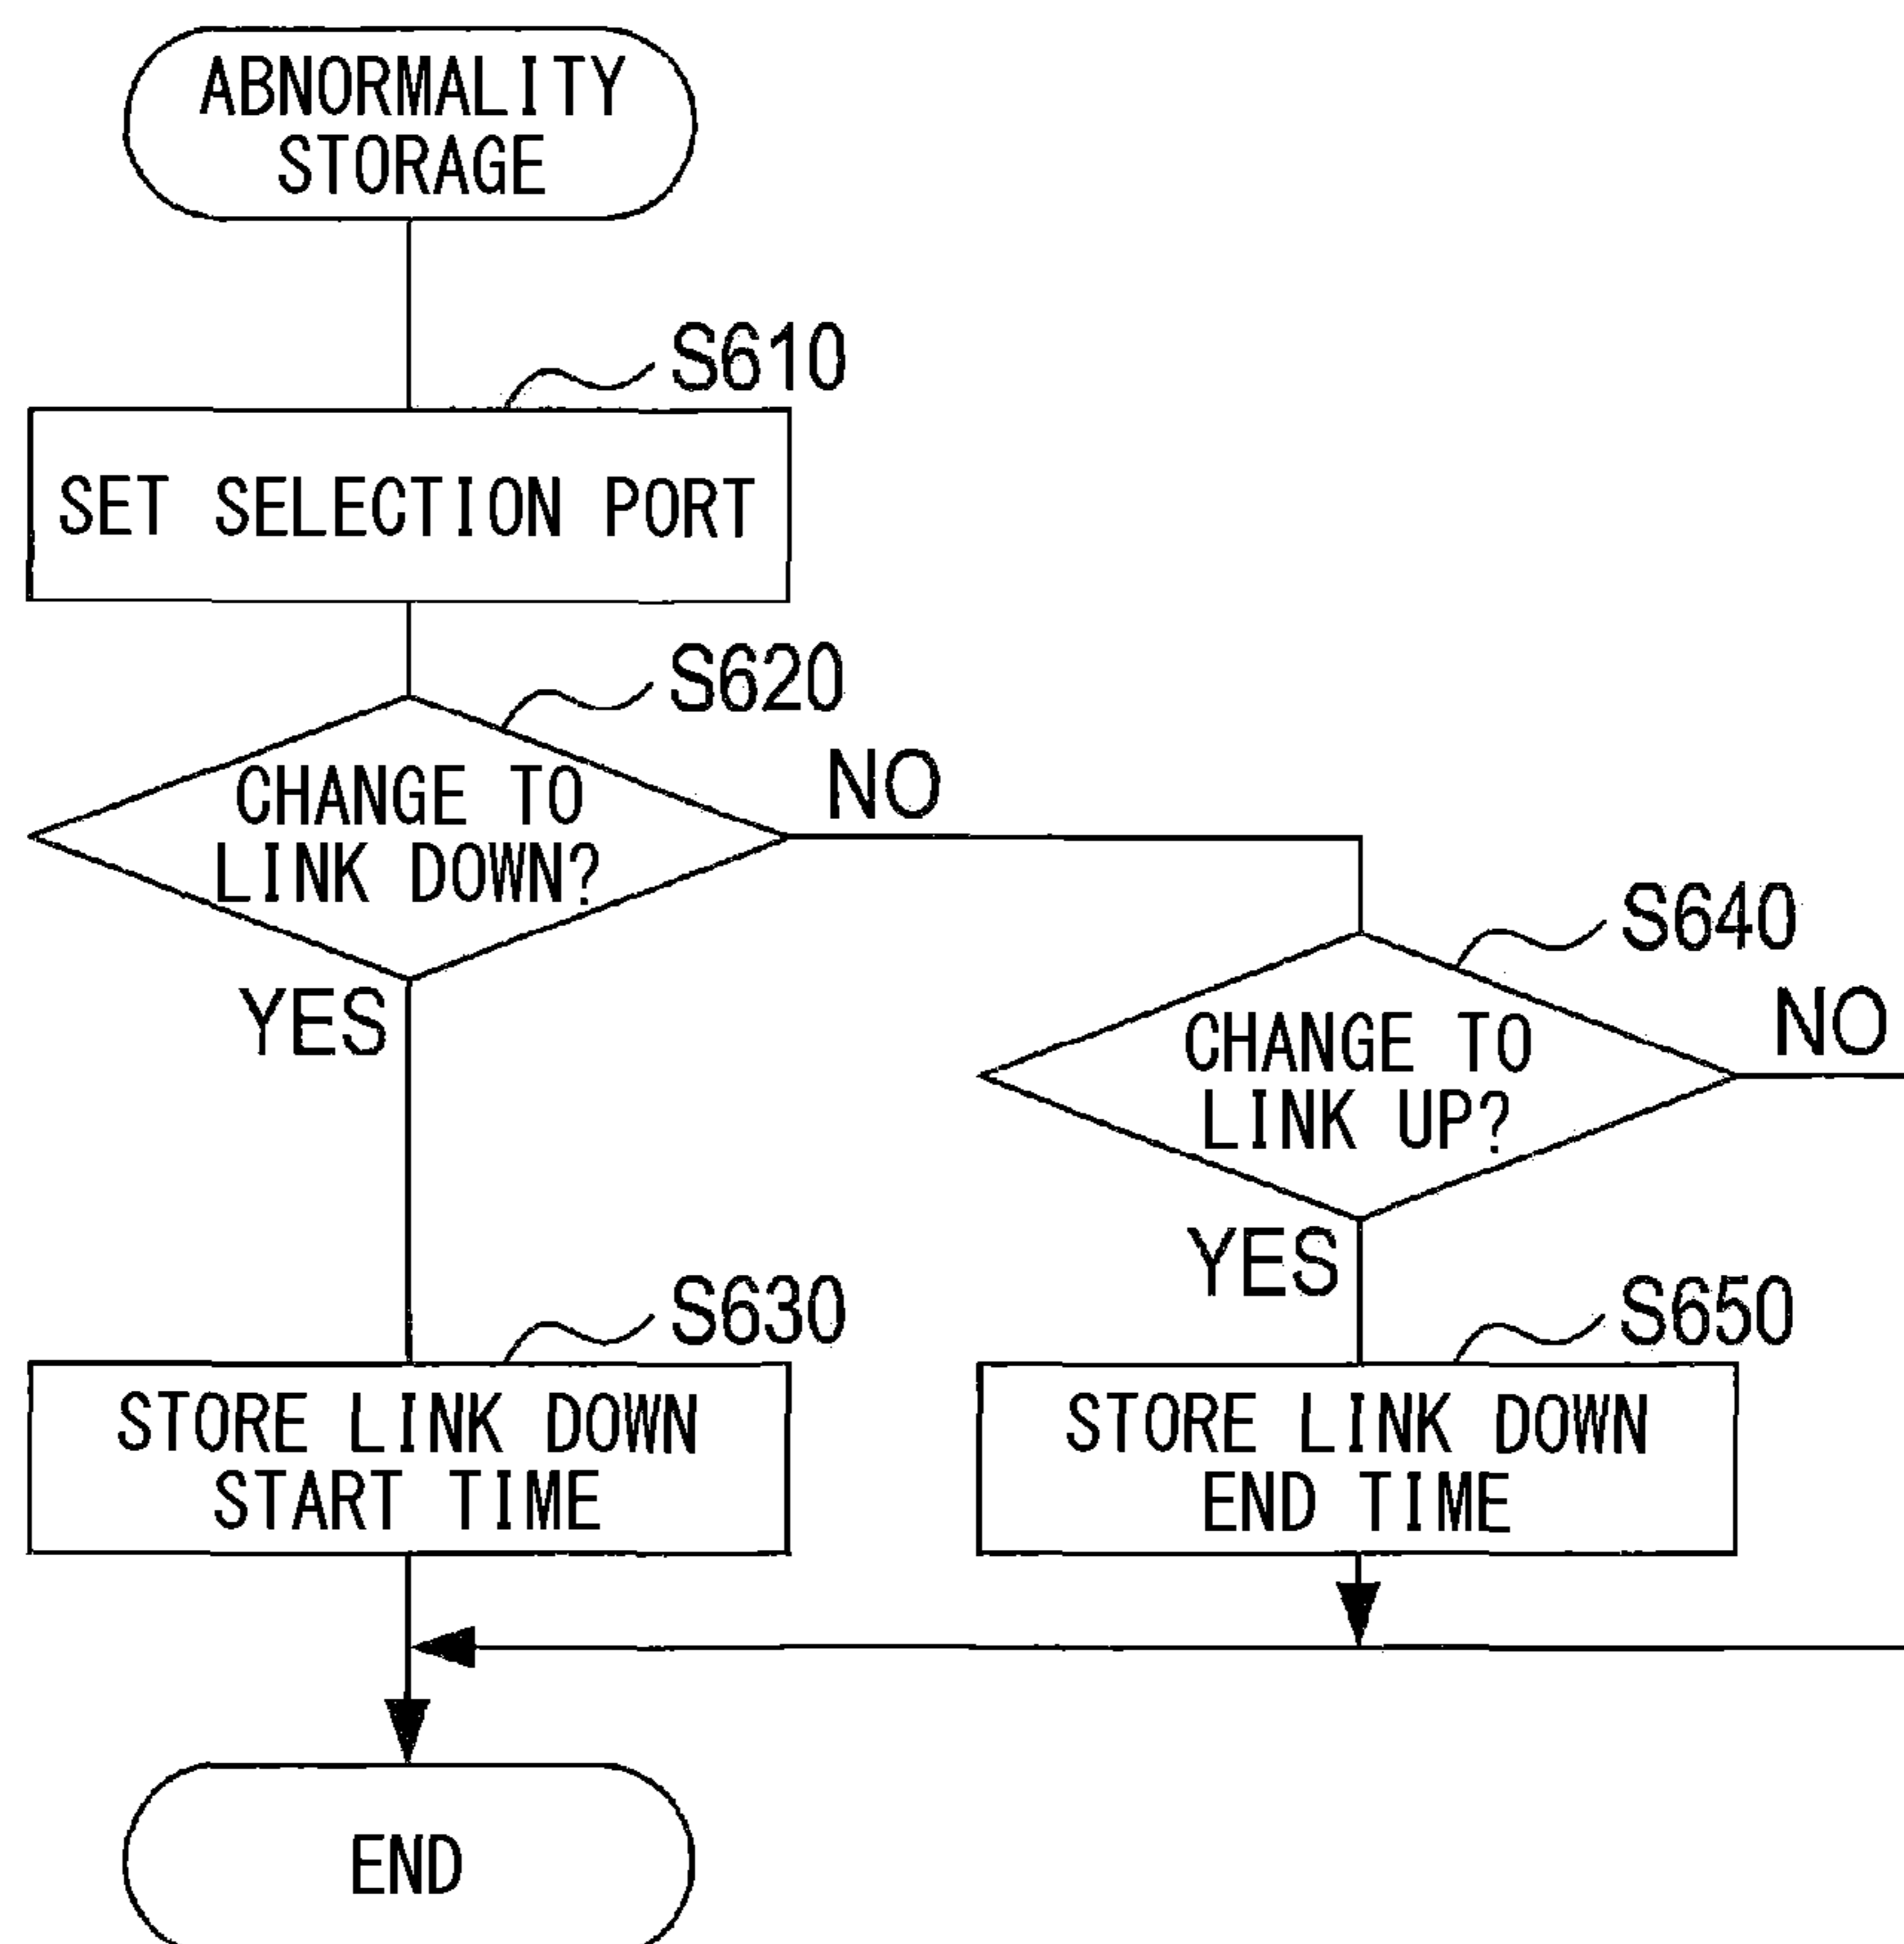 ABNORMALITY
STORAGE
S610
SET SELECTION PORT
S620
CHANGE TO
LINK DOWN?
NO
YES
S640
CHANGE TO
LINK UP?
NO
YES
S630
STORE LINK DOWN
START TIME
S650
STORE LINK DOWN
END TIME
END